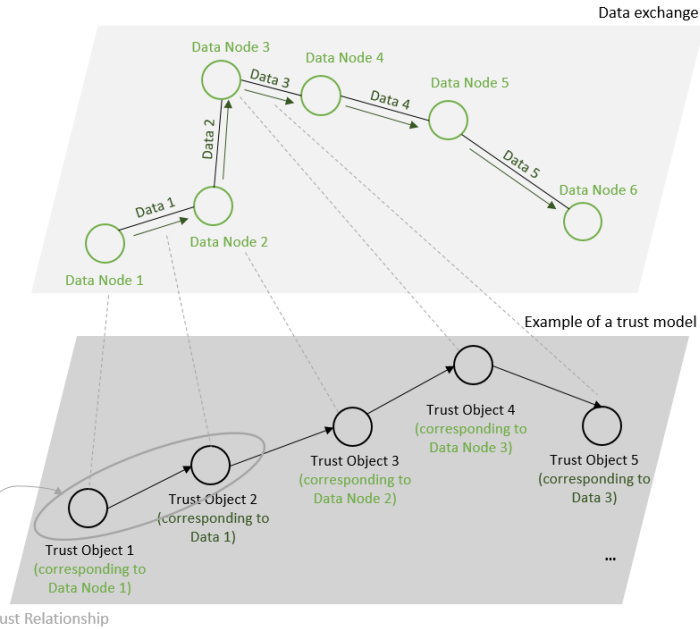 Data exchange
Data Node 3
Data Node 4
Data 3
Data Node 5
Data 4
Data 2
Data 5
Data Node 6
Data 1
Data Node 2
Data Node 1
Example of a trust model
Trust Object 4
(corresponding to
Data Node 3)
Trust Object 3
(corresponding to
Data Node 2)
Trust Object 5
(corresponding to
Data 3)
Trust Object 2
(corresponding to
Data 1)
Trust Object 1
(corresponding to
Data Node 1)
...
ust Relationship